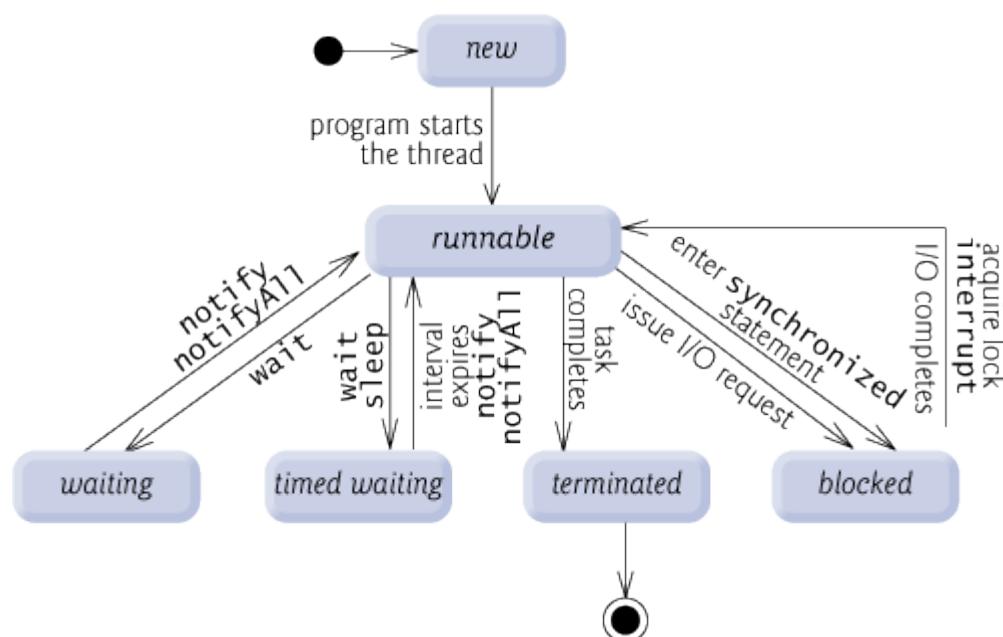 new
program starts
the thread
runnable
notify
notifyAll
wait
wait
sleep
interval
expires
notify
notifyAll
task
completes
enter synchronized
statement
issue I/O request
acquire lock
interrupt
I/O completes
waiting
timed waiting
terminated
blocked